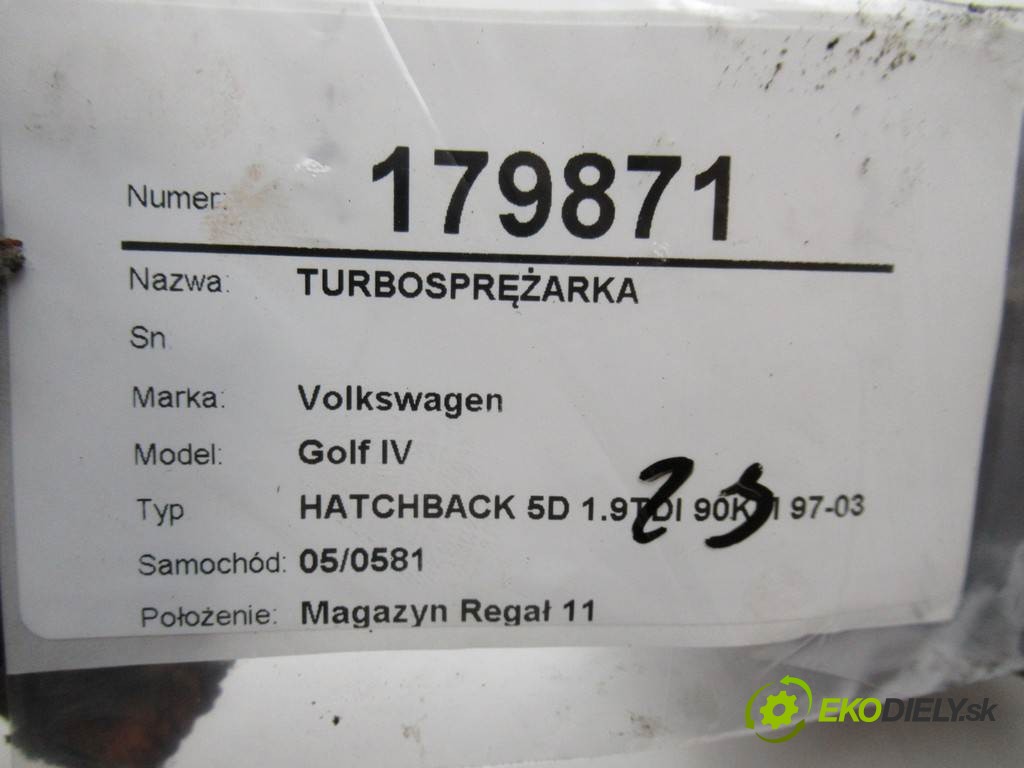 Numer: 179871
Nazwa: TURBOSPRĘŻARKA
Sn
Marka: Volkswagen
Model: Golf IV
Typ HATCHBACK 5D 1.9TDI 90KM 97-03
Samochód: 05/0581
Położenie: Magazyn Regał 11
EKODIELY.sk